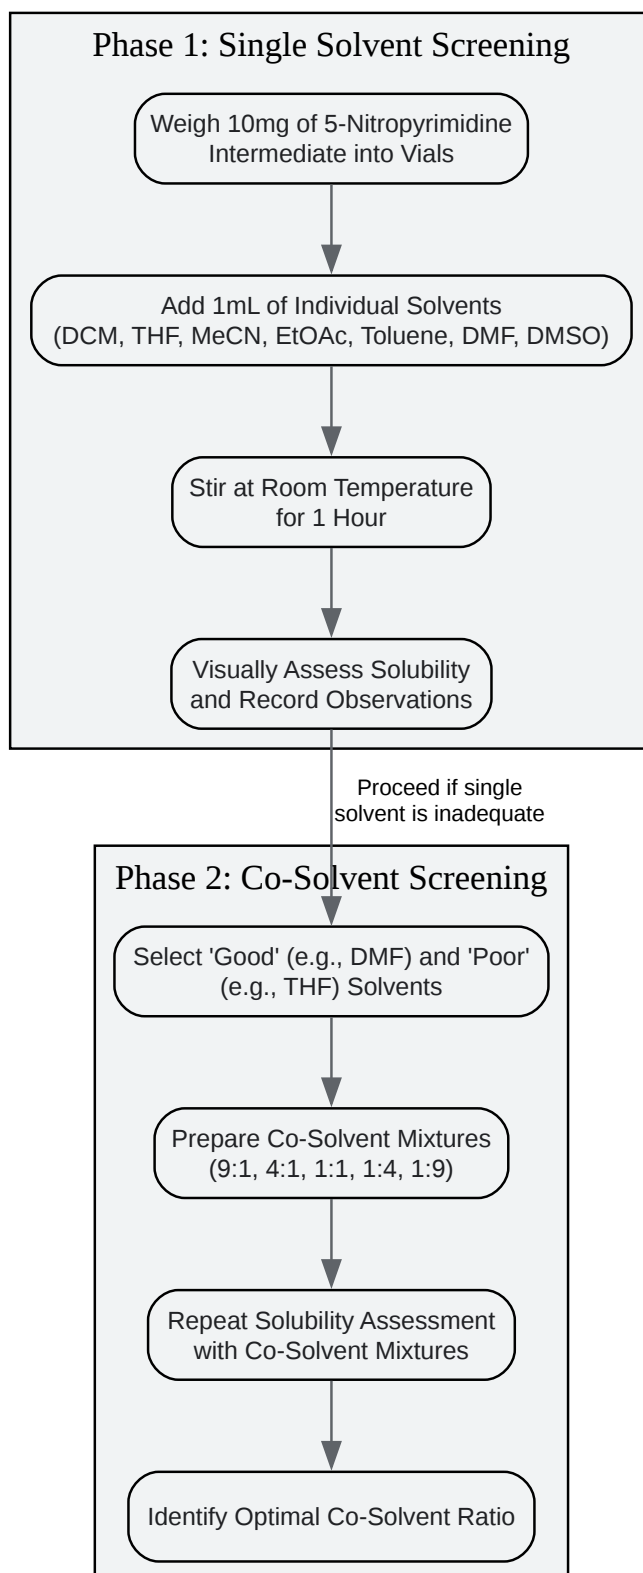 Phase 1: Single Solvent Screening
Weigh 10mg of 5-Nitropyrimidine
Intermediate into Vials
Add 1mL of Individual Solvents
(DCM, THF, MeCN, EtOAc, Toluene, DMF, DMSO)
Stir at Room Temperature
for 1 Hour
Visually Assess Solubility
and Record Observations
Proceed if single
solvent is inadequate
Phase 2: Co-Solvent Screening
Select 'Good' (e.g., DMF) and 'Poor'
(e.g., THF) Solvents
Prepare Co-Solvent Mixtures
(9:1, 4:1, 1:1, 1:4, 1:9)
Repeat Solubility Assessment
with Co-Solvent Mixtures
Identify Optimal Co-Solvent Ratio